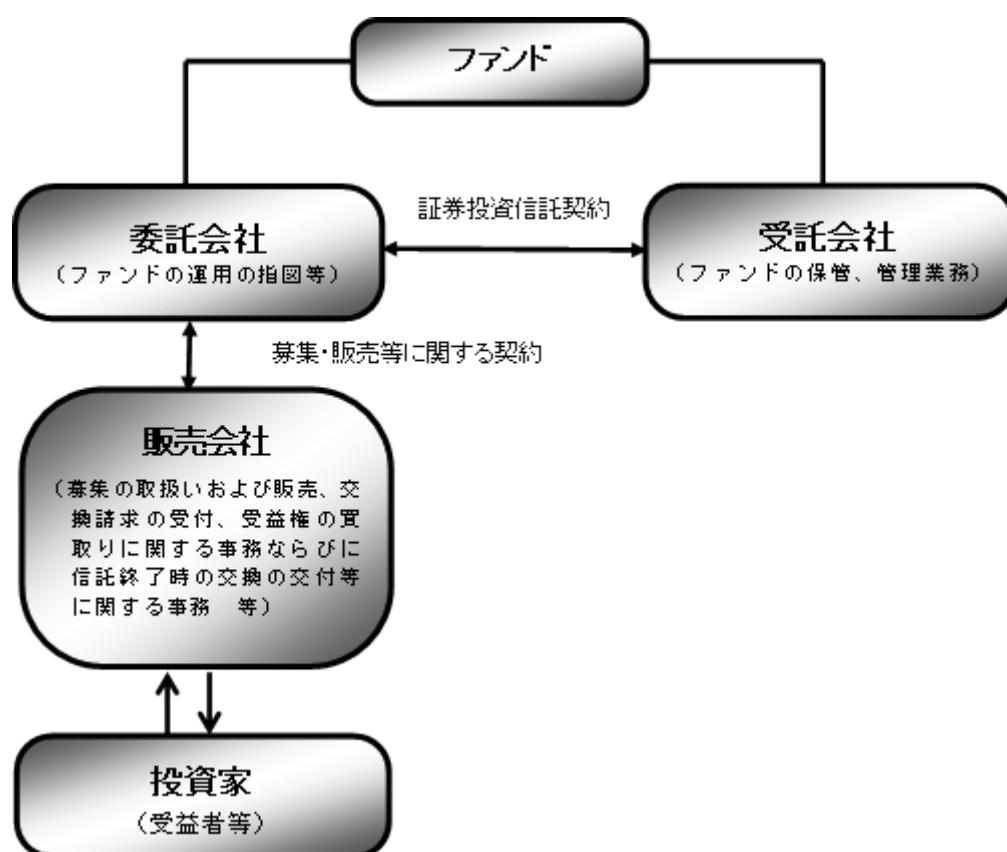 ファンド
委託会社
(ファンドの運用の指図等)
証券投資信託契約
受託会社
(ファンドの保管、管理業務)
募集・販売等に関する契約
販売会社
(募集の取扱いおよび販売、交
換請求の受付、受益権の買
取りに関する事務ならびに
信託終了時の交換の交付等
に関する事務 等)
投資家
(受益者等)